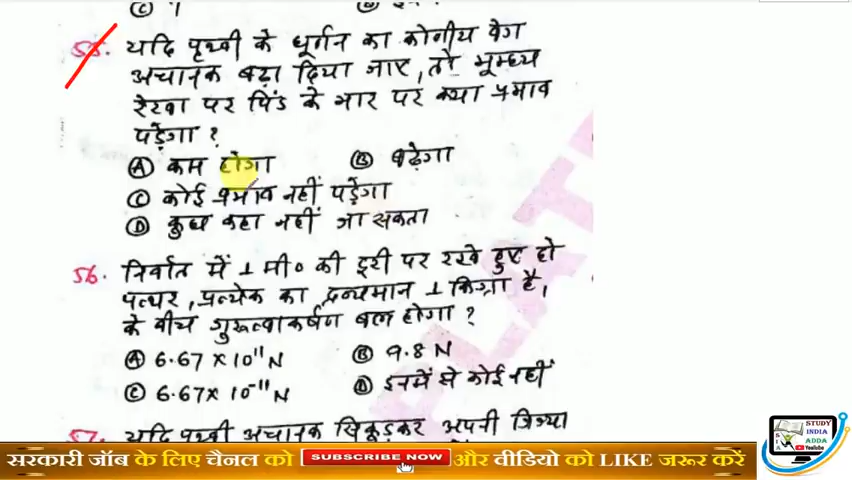 55. यदि पृथ्वी के घूर्णन का कोणीय वेग
अचानक बढ़ा दिया जाए, तो भूमध्य
रेखा पर पिंड के भार पर क्या प्रभाव
पड़ेगा ?
Ⓐ कम होगा Ⓑ बढ़ेगा
Ⓒ कोई प्रभाव नहीं पड़ेगा
Ⓓ कुछ कहा नहीं जा सकता
56. निर्वात में 1 मी० की दूरी पर रखे हुए दो
पत्थर, प्रत्येक का द्रव्यमान 1 किग्रा है,
के बीच गुरुत्वाकर्षण बल होगा ?
Ⓐ 6.67 × 10¹¹ N Ⓑ 9.8 N
Ⓒ 6.67 × 10⁻¹¹ N Ⓓ इनमें से कोई नहीं
57. यदि पृथ्वी अचानक सिकुड़कर अपनी त्रिज्या
सरकारी जॉब के लिए चैनल को SUBSCRIBE NOW और वीडियो को LIKE जरूर करें
STUDY
INDIA
ADDA
YouTube
SIA